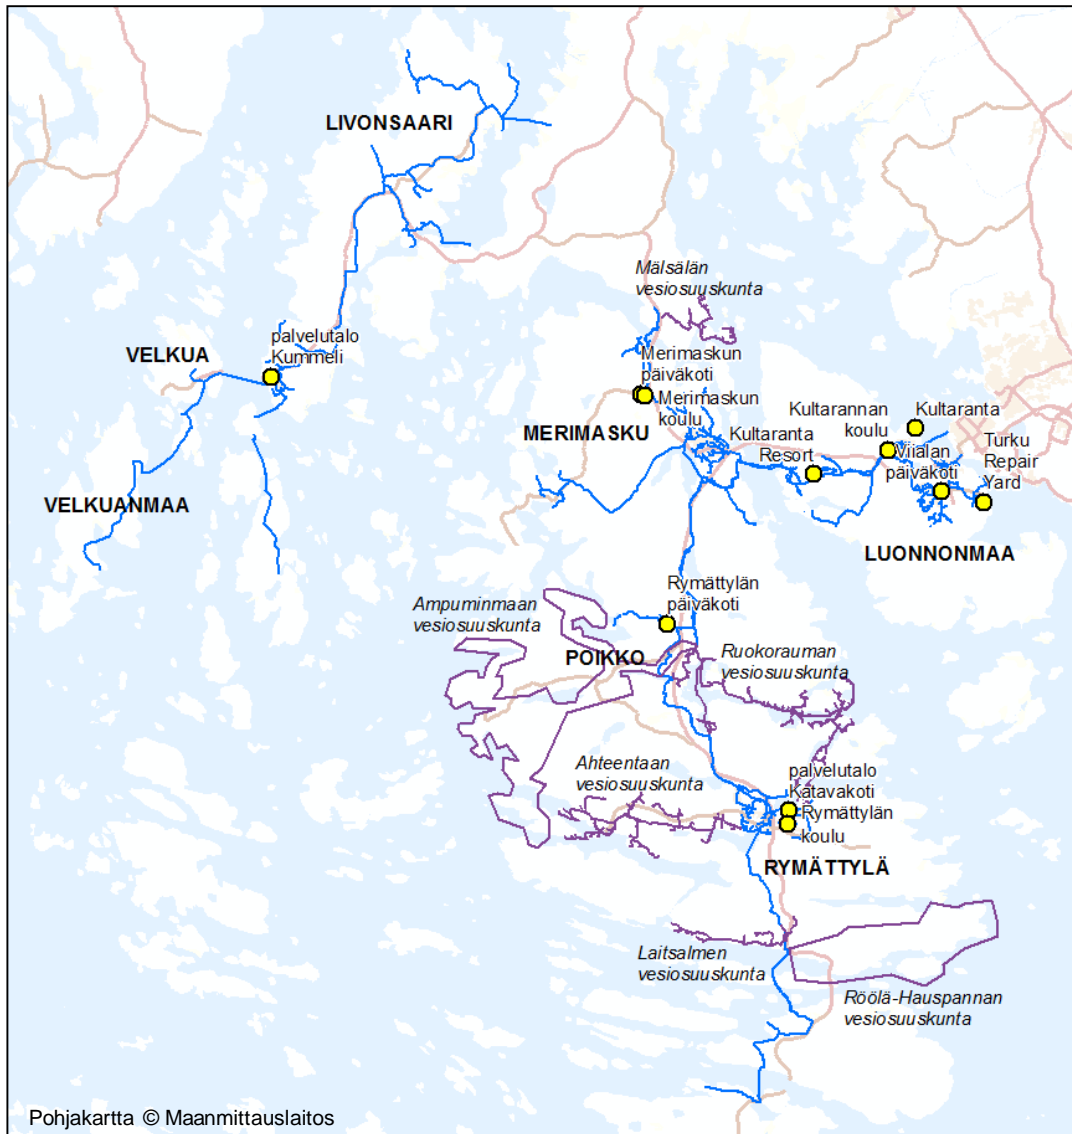 LIVONSAARI
Mälsälän
vesiosuuskunta
palvelutalo
Kummeli
VELKUA
Merimaskun
päiväkoti
Merimaskun
koulu
MERIMASKU
Kultaranta
Resort
Kultarannan
koulu
Kultaranta
Viialan
päiväkoti
Turku
Repair
Yard
VELKUANMAA
LUONNONMAA
Rymättylän
päiväkoti
Ampuminmaan
vesiosuuskunta
POIKKO
Ruokorauman
vesiosuuskunta
Ahteentaan
vesiosuuskunta
palvelutalo
Katavakoti
Rymättylän
koulu
RYMÄTTYLÄ
Laitsalmen
vesiosuuskunta
Röölä-Hauspannan
vesiosuuskunta
Pohjakartta © Maanmittauslaitos